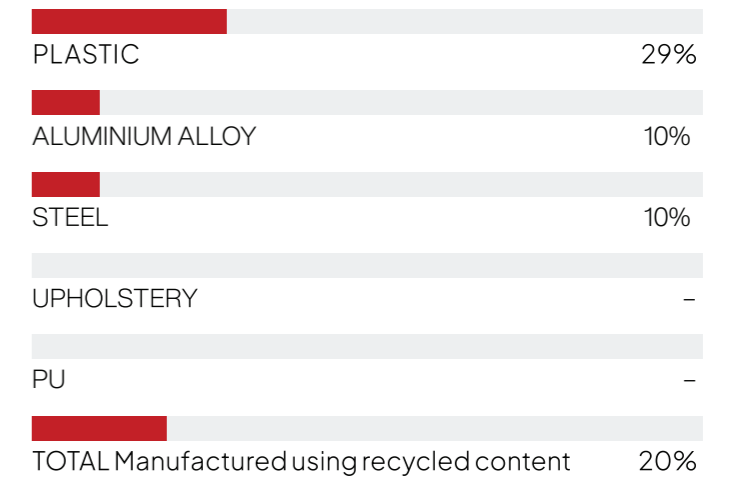 PLASTIC 29%
ALUMINIUM ALLOY 10%
STEEL 10%
UPHOLSTERY –
PU –
TOTAL Manufactured using recycled content 20%